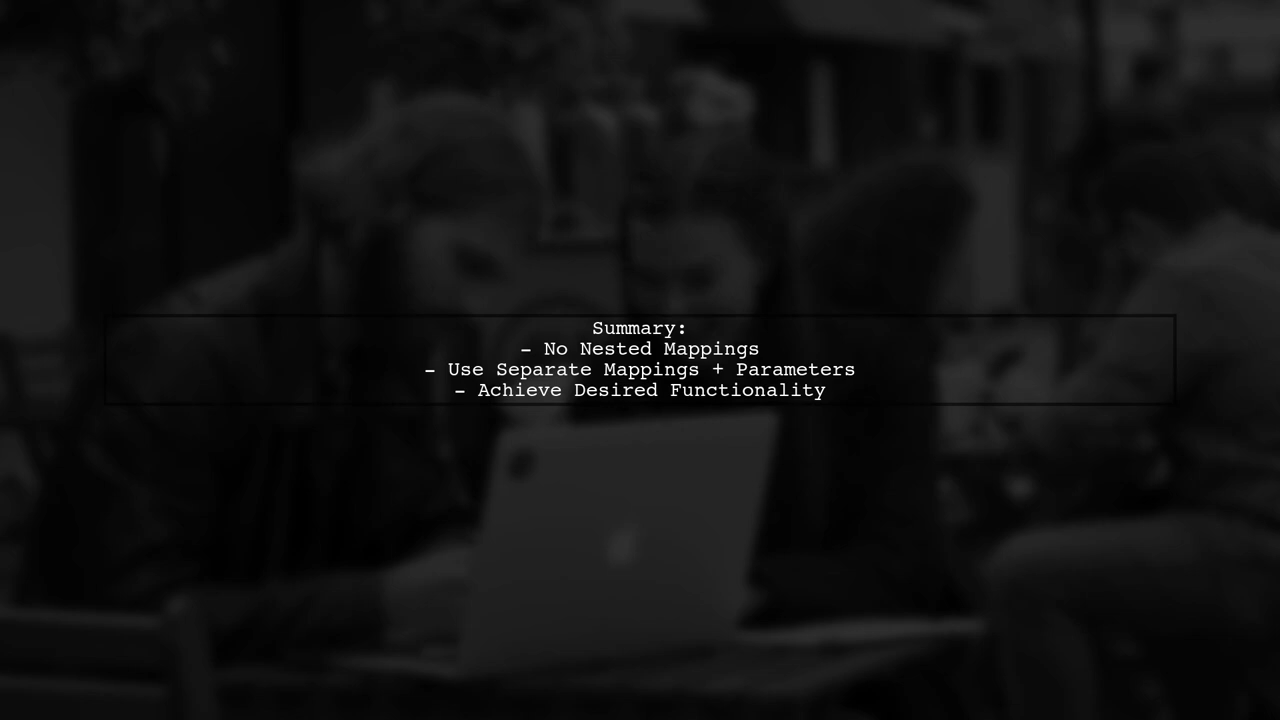 Summary:
- No Nested Mappings
- Use Separate Mappings + Parameters
- Achieve Desired Functionality